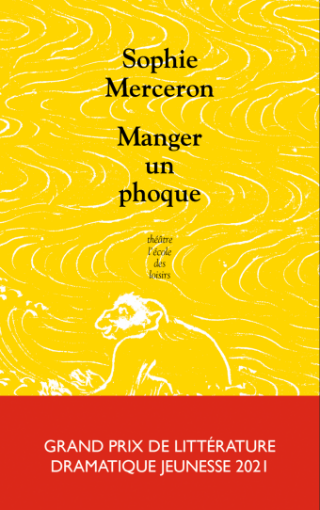 Sophie
Merceron
Manger
un
phoque
théâtre
l'école
des
loisirs
GRAND PRIX DE LITTÉRATURE
DRAMATIQUE JEUNESSE 2021